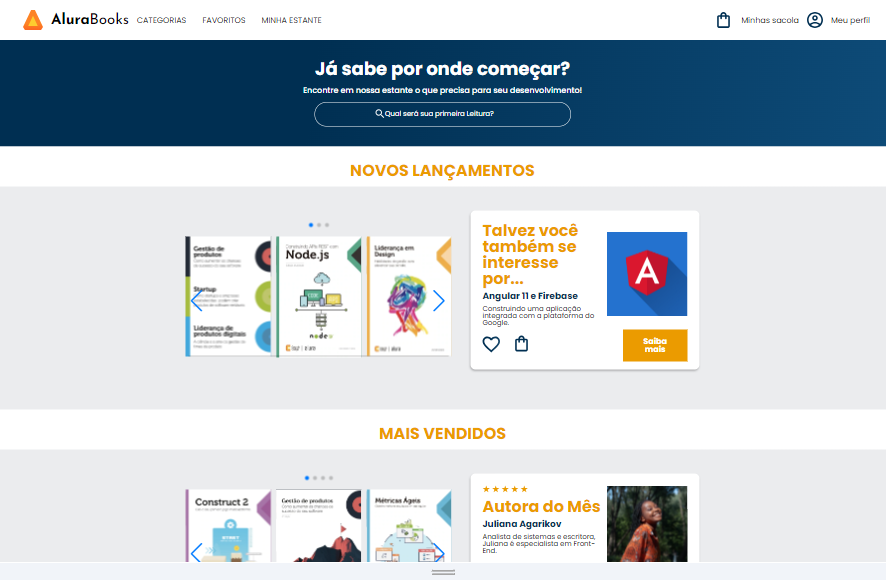 AluraBooks CATEGORIAS FAVORITOS MINHA ESTANTE Minhas sacola Meu perfil
Já sabe por onde começar?
Encontre em nossa estante o que precisa para seu desenvolvimento!
Qual será sua primeira Leitura?
NOVOS LANÇAMENTOS
Gestão de
produtos
Startup
Liderança de
produtos digitais
Node.js
node
Liderança em
Design
Talvez você
também se
interesse
por...
Angular 11 e Firebase
Construindo uma aplicação
integrada com a plataforma do
Google.
A
Saiba
mais
MAIS VENDIDOS
Construct 2
START
Gestão de produtos
Métricas Ágeis
Autora do Mês
Juliana Agarikov
Analista de sistemas e escritora,
Juliana é especialista em Front-
End.